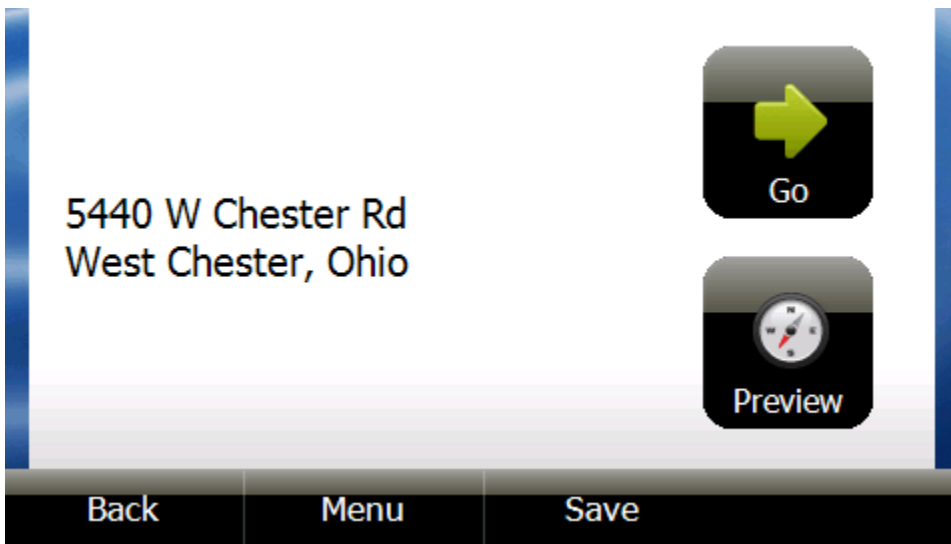 5440 W Chester Rd
West Chester, Ohio
Go
N
W E
S
Preview
Back Menu Save